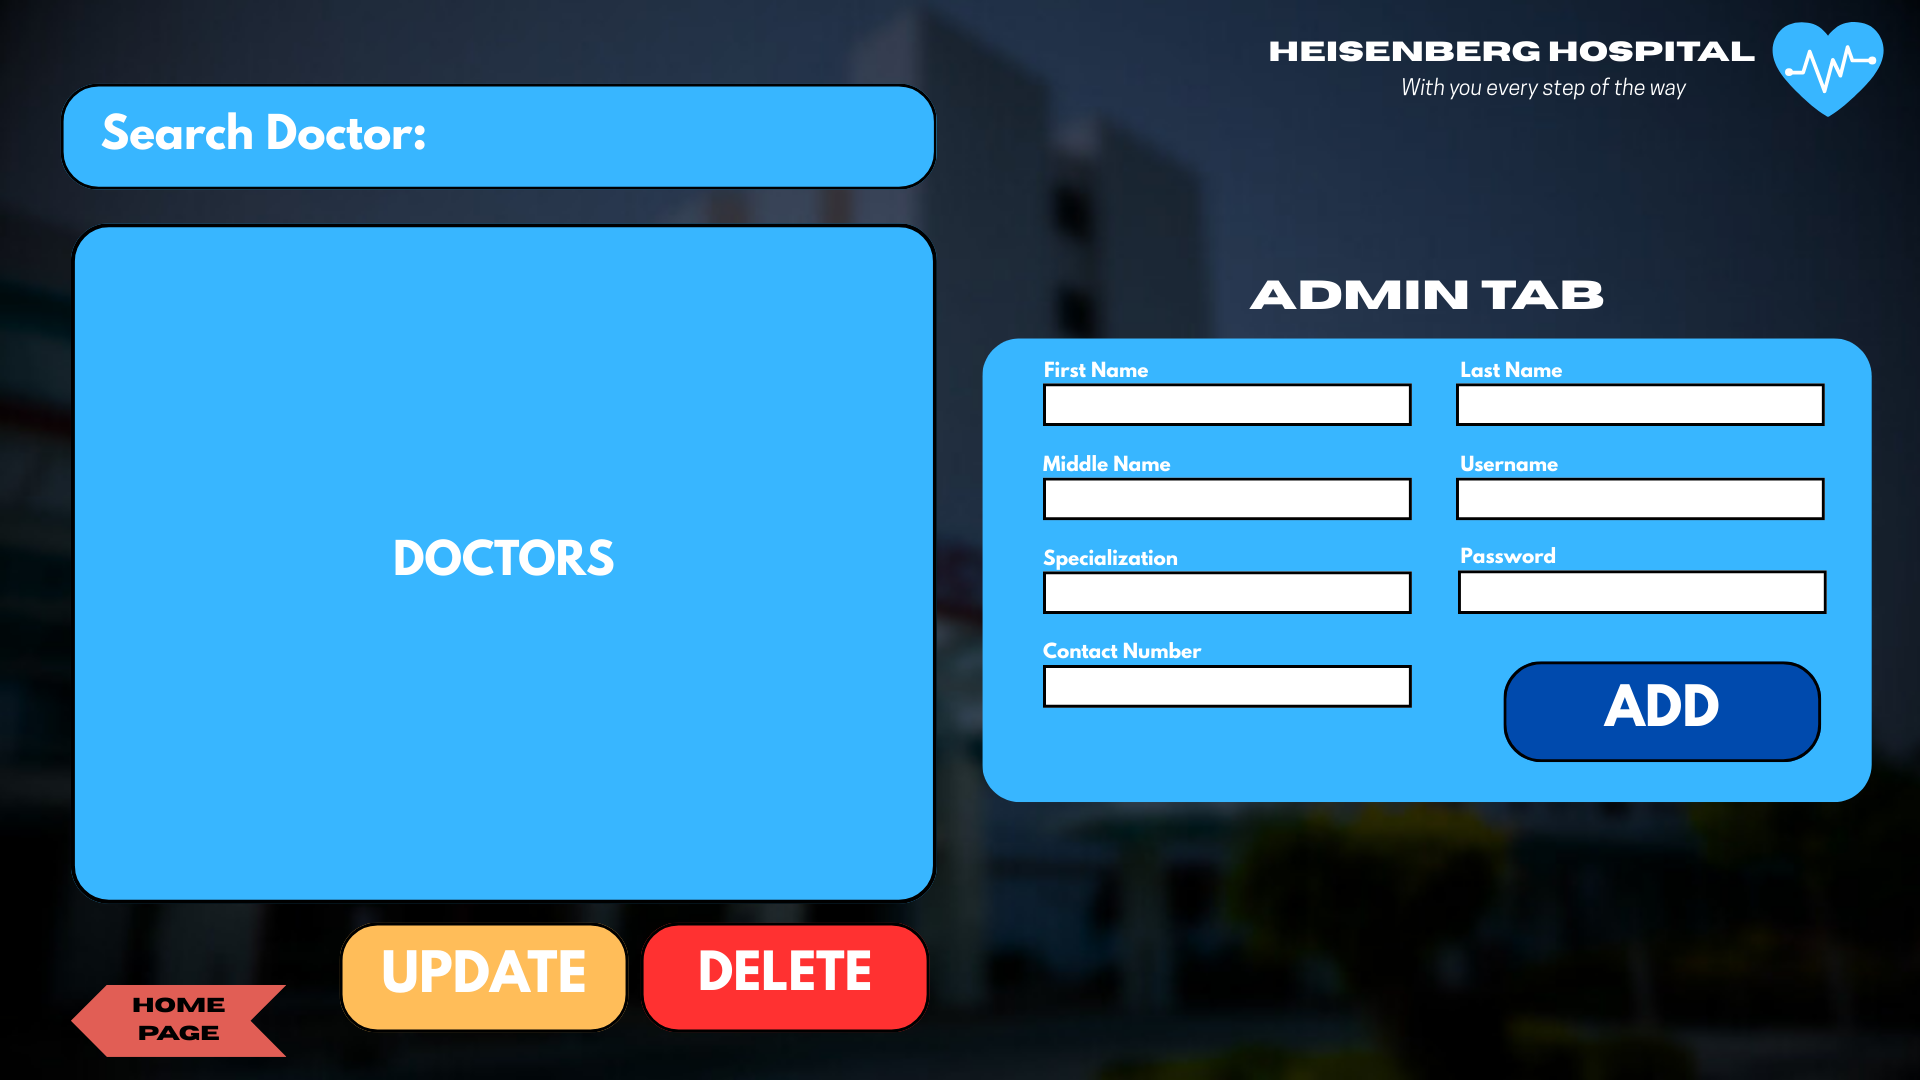 HEISENBERG HOSPITAL
With you every step of the way
Search Doctor:
DOCTORS
ADMIN TAB
First Name
Last Name
Middle Name
Username
Specialization
Password
Contact Number
ADD
UPDATE
DELETE
HOME
PAGE